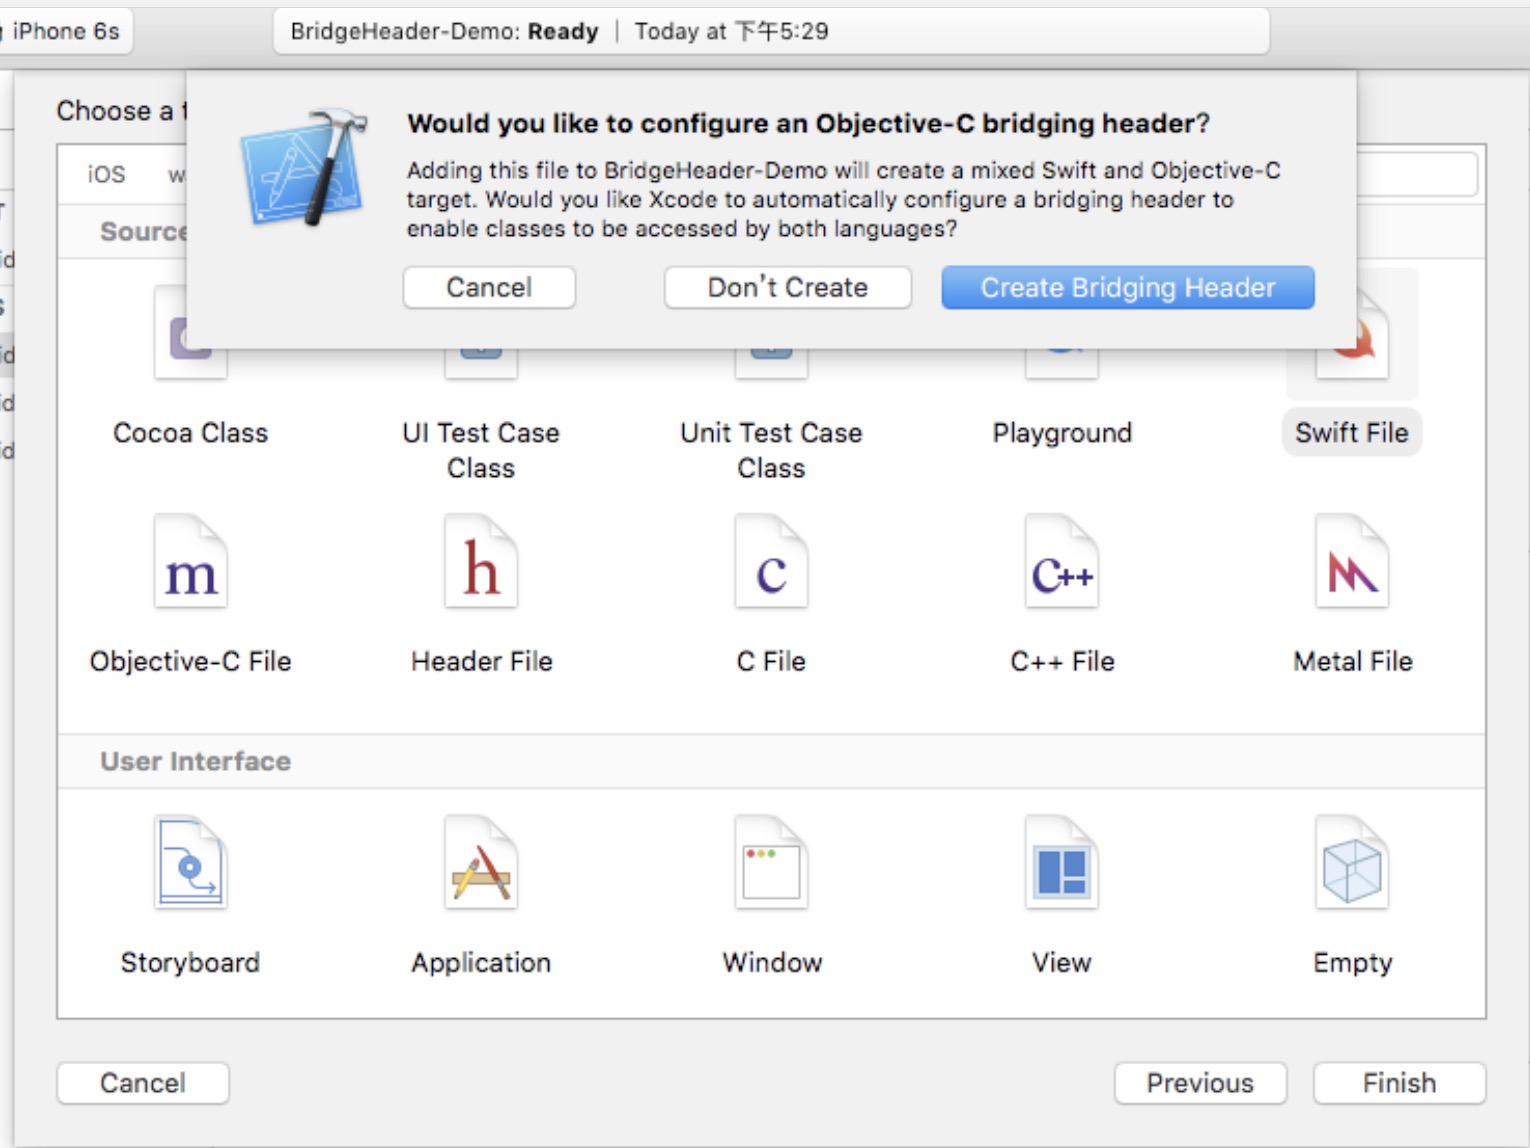 iPhone 6s
BridgeHeader-Demo: Ready | Today at 下午5:29
Choose a t
Would you like to configure an Objective-C bridging header?
Adding this file to BridgeHeader-Demo will create a mixed Swift and Objective-C
target. Would you like Xcode to automatically configure a bridging header to
enable classes to be accessed by both languages?
Cancel
Don't Create
Create Bridging Header
iOS
Source
Cocoa Class
UI Test Case
Class
Unit Test Case
Class
Playground
Swift File
m
h
c
C++
Objective-C File
Header File
C File
C++ File
Metal File
User Interface
Storyboard
Application
Window
View
Empty
Cancel
Previous
Finish